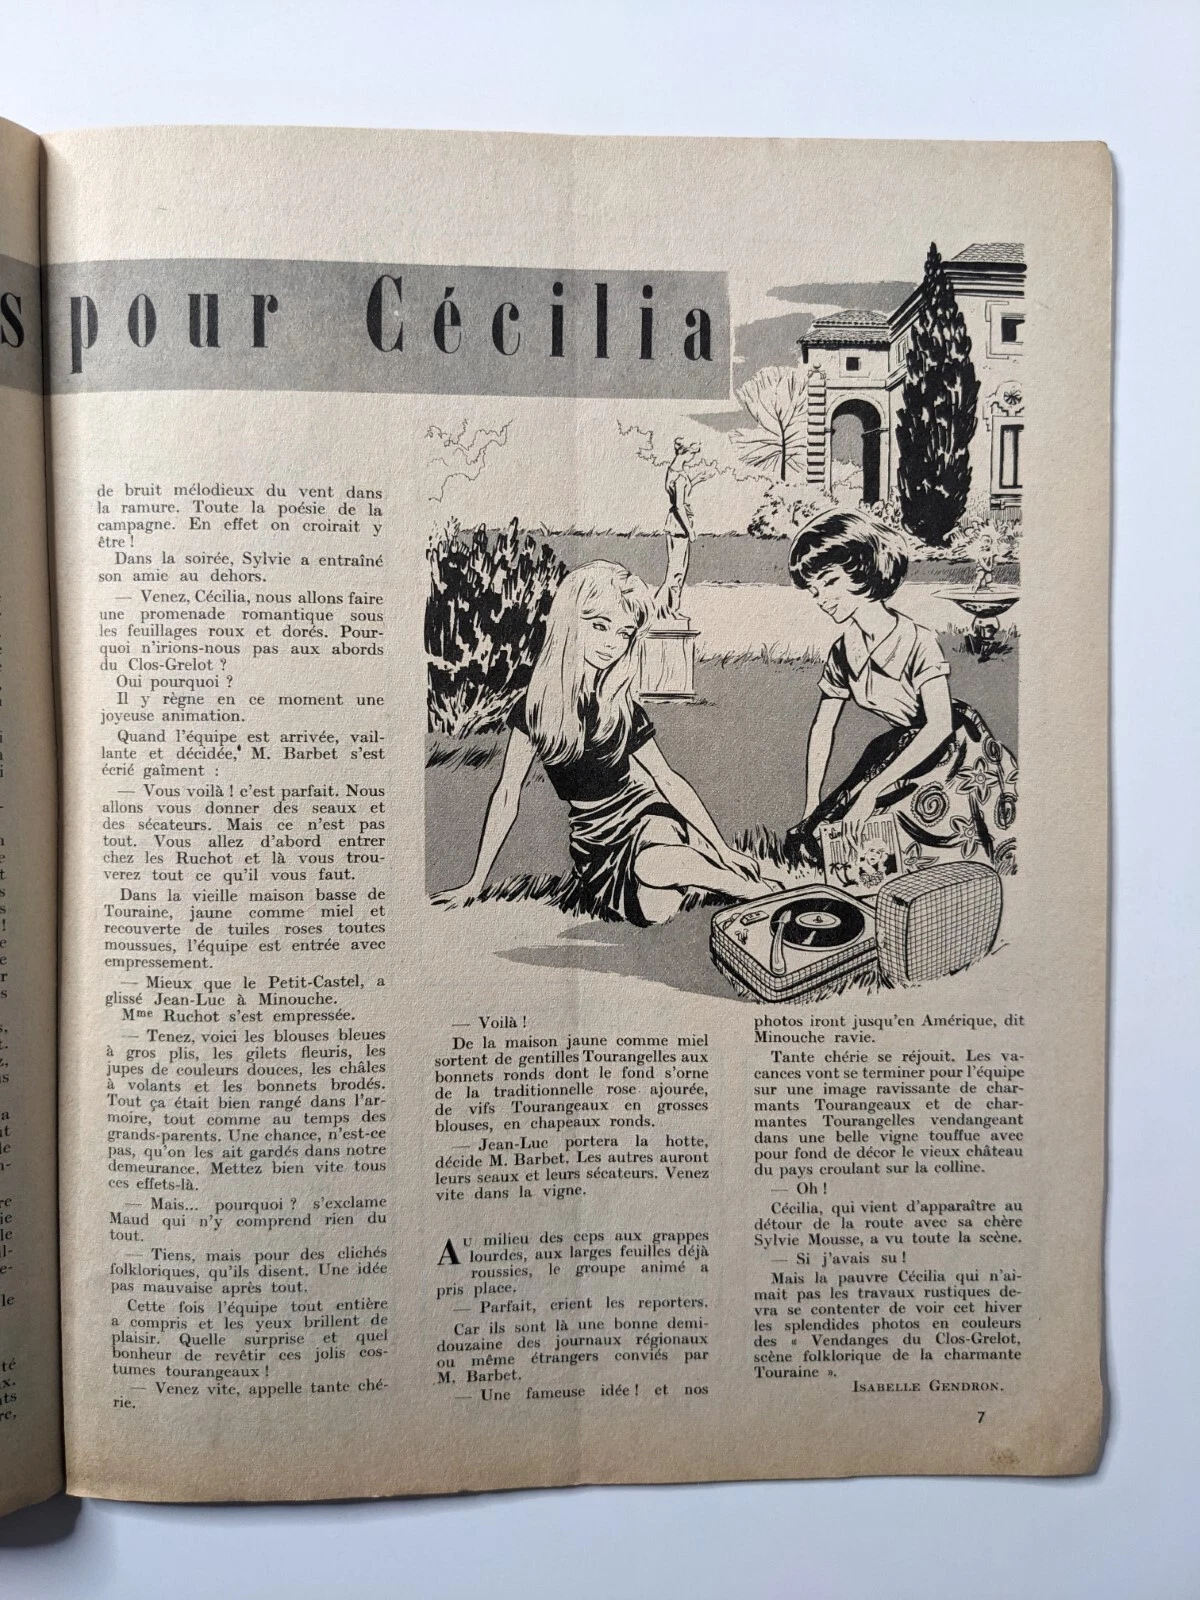 s pour Cécilia
de bruit mélodieux du vent dans
la ramure. Toute la poésie de la
campagne. En effet on croirait y
être !
Dans la soirée, Sylvie a entraîné
son amie au dehors.
— Venez, Cécilia, nous allons faire
une promenade romantique sous
les feuillages roux et dorés. Pour-
quoi n'irions-nous pas aux abords
du Clos-Grelot ?
Oui pourquoi ?
Il y règne en ce moment une
joyeuse animation.
Quand l'équipe est arrivée, vail-
lante et décidée, M. Barbet s'est
écrié gaîment :
— Vous voilà ! c'est parfait. Nous
allons vous donner des seaux et
des sécateurs. Mais ce n'est pas
tout. Vous allez d'abord entrer
chez les Ruchot et là vous trou-
verez tout ce qu'il vous faut.
Dans la vieille maison basse de
Touraine, jaune comme miel et
recouverte de tuiles roses toutes
moussues, l'équipe est entrée avec
empressement.
— Mieux que le Petit-Castel, a
glissé Jean-Luc à Minouche.
Mme Ruchot s'est empressée.
— Tenez, voici les blouses bleues
à gros plis, les gilets fleuris, les
jupes de couleurs douces, les châles
à volants et les bonnets brodés.
Tout ça était bien rangé dans l'ar-
moire, tout comme au temps des
grands-parents. Une chance, n'est-ce
pas, qu'on les ait gardés dans notre
demeurance. Mettez bien vite tous
ces effets-là.
— Mais... pourquoi ? s'exclame
Maud qui n'y comprend rien du
tout.
— Tiens, mais pour des clichés
folkloriques, qu'ils disent. Une idée
pas mauvaise après tout.
Cette fois l'équipe tout entière
a compris et les yeux brillent de
plaisir. Quelle surprise et quel
bonheur de revêtir ces jolis cos-
tumes tourangeaux !
— Venez vite, appelle tante ché-
rie.
— Voilà !
De la maison jaune comme miel
sortent de gentilles Tourangelles aux
bonnets ronds dont le fond s'orne
de la traditionnelle rose ajourée,
de vifs Tourangeaux en grosses
blouses, en chapeaux ronds.
— Jean-Luc portera la hotte,
décide M. Barbet. Les autres auront
leurs seaux et leurs sécateurs. Venez
vite dans la vigne.
AU milieu des ceps aux grappes
lourdes, aux larges feuilles déjà
roussies, le groupe animé a
pris place.
— Parfait, crient les reporters.
Car ils sont là une bonne demi-
douzaine des journaux régionaux
ou même étrangers conviés par
M. Barbet.
— Une fameuse idée ! et nos
photos iront jusqu'en Amérique, dit
Minouche ravie.
Tante chérie se réjouit. Les va-
cances vont se terminer pour l'équipe
sur une image ravissante de char-
mants Tourangeaux et de char-
mantes Tourangelles vendangeant
dans une belle vigne touffue avec
pour fond de décor le vieux château
du pays croulant sur la colline.
— Oh !
Cécilia, qui vient d'apparaître au
détour de la route avec sa chère
Sylvie Mousse, a vu toute la scène.
— Si j'avais su !
Mais la pauvre Cécilia qui n'ai-
mait pas les travaux rustiques de-
vra se contenter de voir cet hiver
les splendides photos en couleurs
des « Vendanges du Clos-Grelot,
scène folklorique de la charmante
Touraine ».
ISABELLE GENDRON.
7